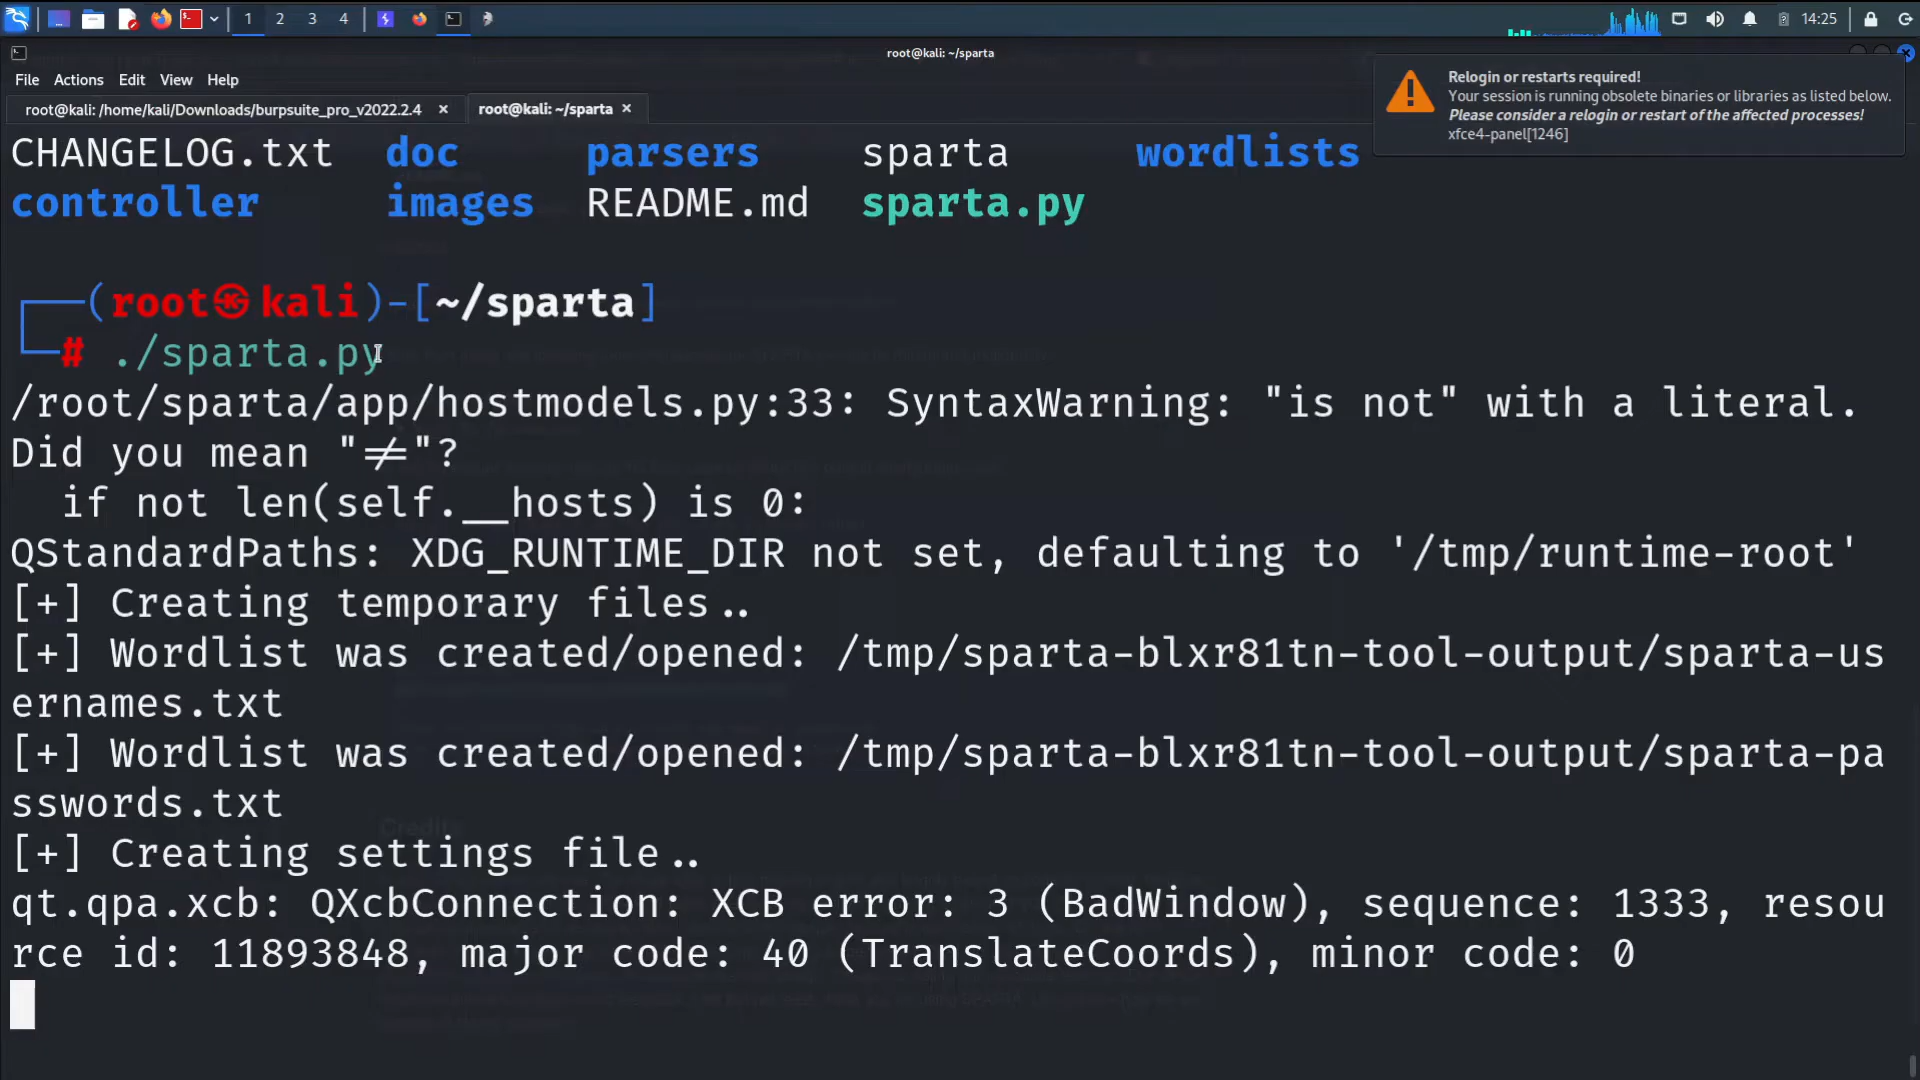 1 2 3 4 14:25
root@kali: ~/sparta
File Actions Edit View Help
Relogin or restarts required!
Your session is running obsolete binaries or libraries as listed below.
Please consider a relogin or restart of the affected processes!
xfce4-panel[1246]
root@kali: /home/kali/Downloads/burpsuite_pro_v2022.2.4 × root@kali: ~/sparta ×
CHANGELOG.txt doc parsers sparta wordlists
controller images README.md sparta.py
┌──(root㉿kali)-[~/sparta]
└─# ./sparta.py
/root/sparta/app/hostmodels.py:33: SyntaxWarning: "is not" with a literal.
Did you mean "!="?
if not len(self.__hosts) is 0:
QStandardPaths: XDG_RUNTIME_DIR not set, defaulting to '/tmp/runtime-root'
[+] Creating temporary files..
[+] Wordlist was created/opened: /tmp/sparta-blxr81tn-tool-output/sparta-us
ernames.txt
[+] Wordlist was created/opened: /tmp/sparta-blxr81tn-tool-output/sparta-pa
sswords.txt
[+] Creating settings file..
qt.qpa.xcb: QXcbConnection: XCB error: 3 (BadWindow), sequence: 1333, resou
rce id: 11893848, major code: 40 (TranslateCoords), minor code: 0